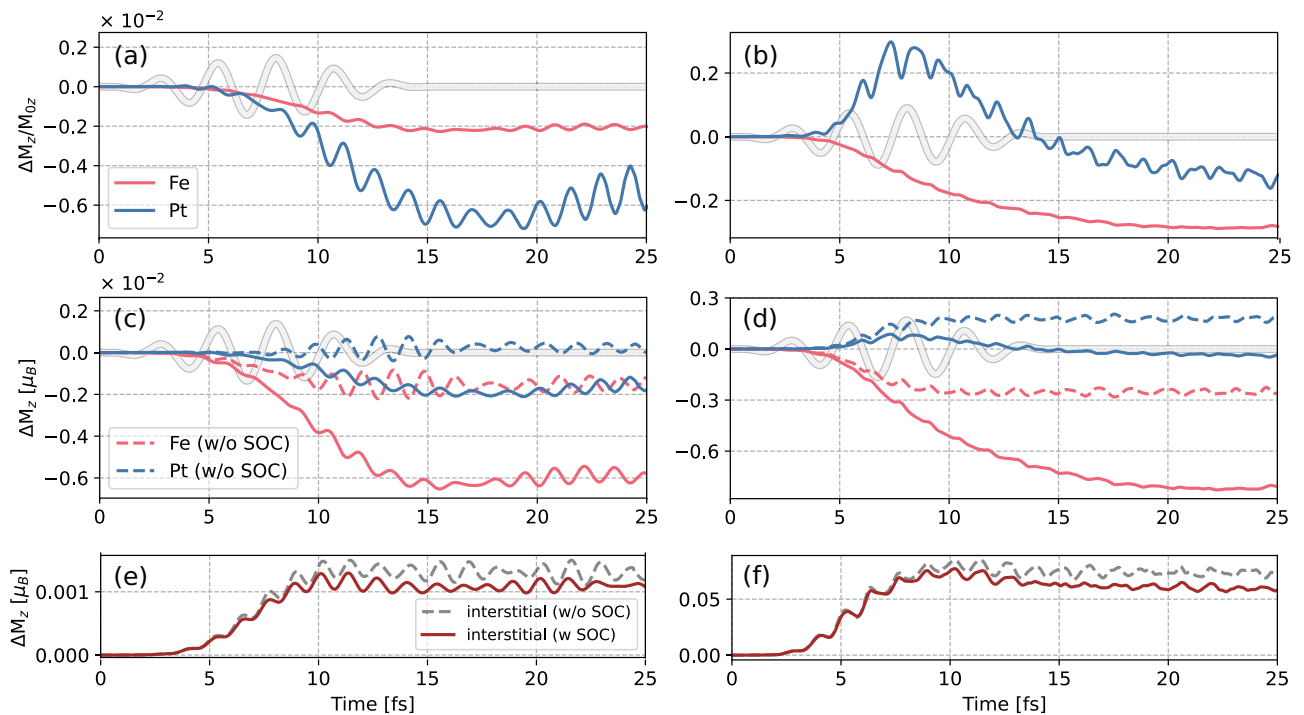 × 10⁻²
(a)
0.2
0.0
−0.2
−0.4
−0.6
ΔM_z/M_0z
Fe
Pt
0 5 10 15 20 25
(b)
0.2
0.0
−0.2
0 5 10 15 20 25
× 10⁻²
(c)
0.2
0.0
−0.2
−0.4
−0.6
ΔM_z [μ_B]
Fe (w/o SOC)
Pt (w/o SOC)
0 5 10 15 20 25
(d)
0.3
0.0
−0.3
−0.6
0 5 10 15 20 25
(e)
0.001
0.000
ΔM_z [μ_B]
interstitial (w/o SOC)
interstitial (w SOC)
0 5 10 15 20 25
Time [fs]
(f)
0.05
0.00
0 5 10 15 20 25
Time [fs]